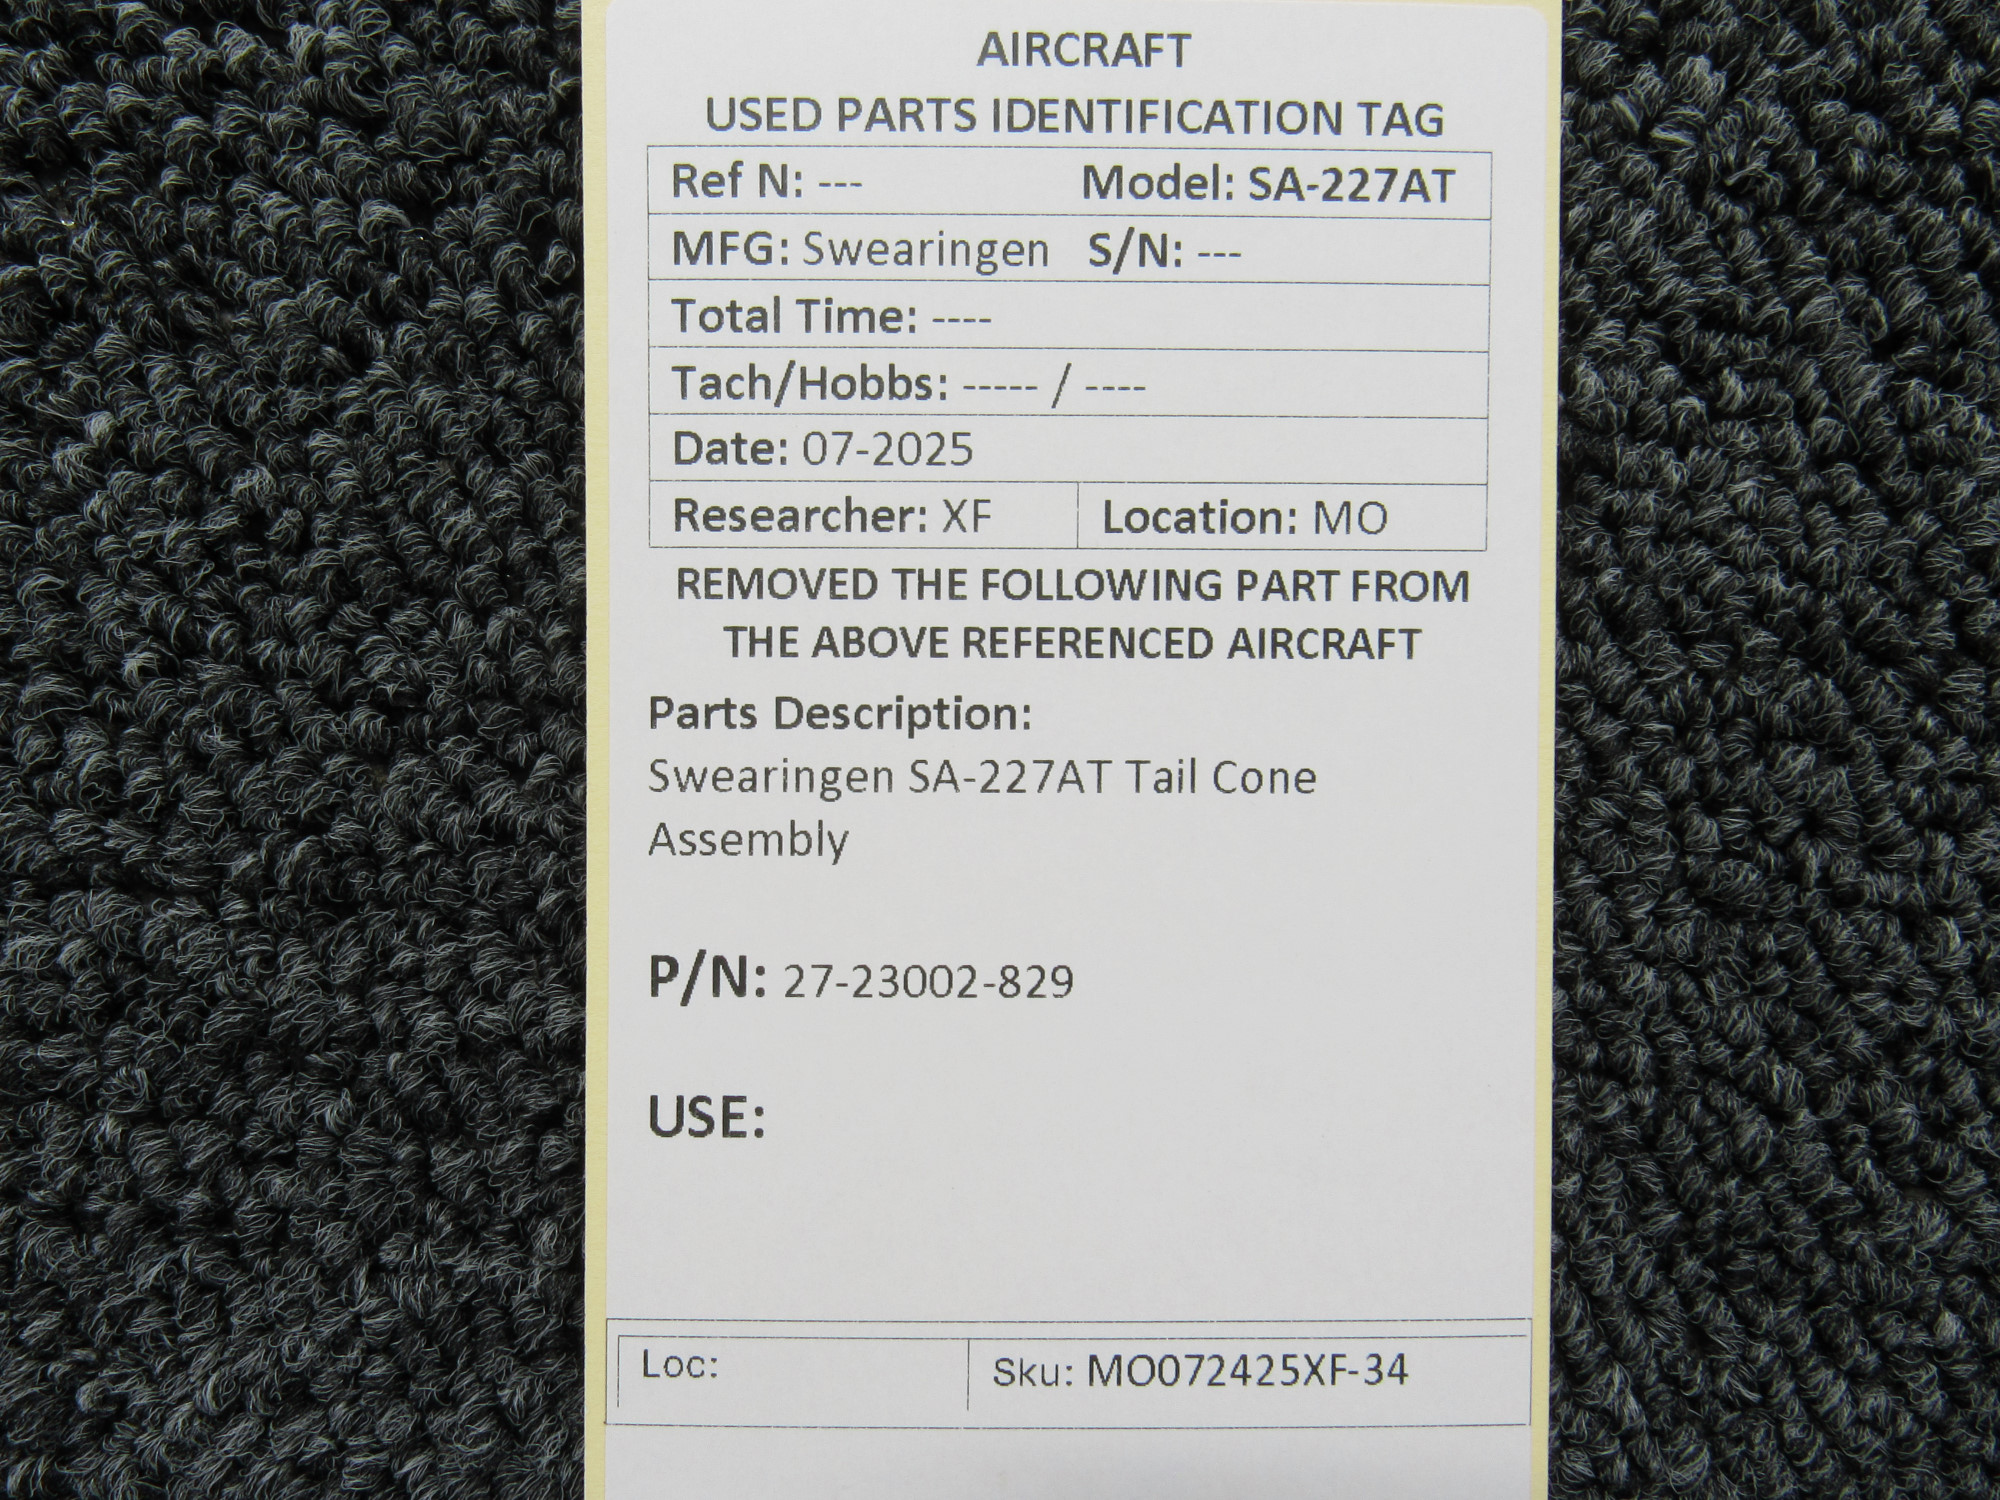 AIRCRAFT
USED PARTS IDENTIFICATION TAG
Ref N: --- Model: SA-227AT
MFG: Swearingen S/N: ---
Total Time: ----
Tach/Hobbs: ----- / ----
Date: 07-2025
Researcher: XF Location: MO
REMOVED THE FOLLOWING PART FROM
THE ABOVE REFERENCED AIRCRAFT
Parts Description:
Swearingen SA-227AT Tail Cone
Assembly
P/N: 27-23002-829
USE:
Loc: Sku: MO072425XF-34